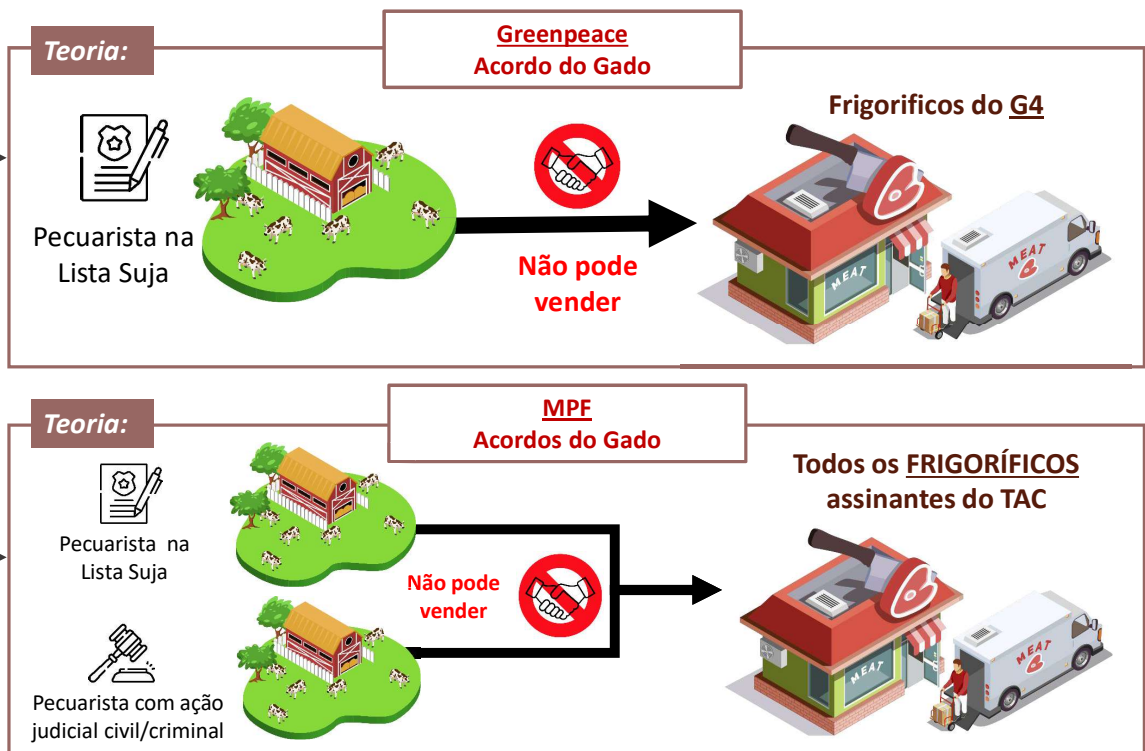 Teoria:
Greenpeace
Acordo do Gado
Frigorificos do G4
Pecuarista na
Lista Suja
Não pode
vender
MEAT
MEAT
Teoria:
MPF
Acordos do Gado
Todos os FRIGORÍFICOS
assinantes do TAC
Pecuarista na
Lista Suja
Não pode
vender
MEAT
MEAT
Pecuarista com ação
judicial civil/criminal